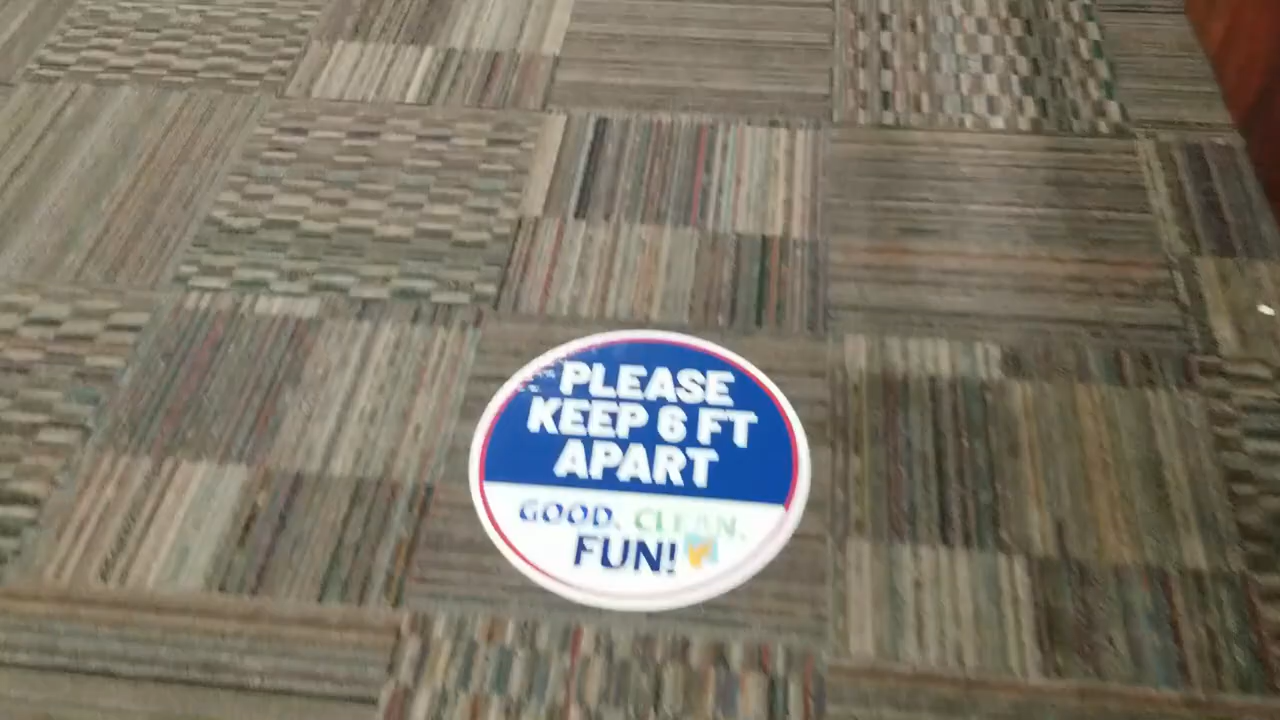 PLEASE
KEEP 6 FT
APART
GOOD. CLEAN.
FUN!